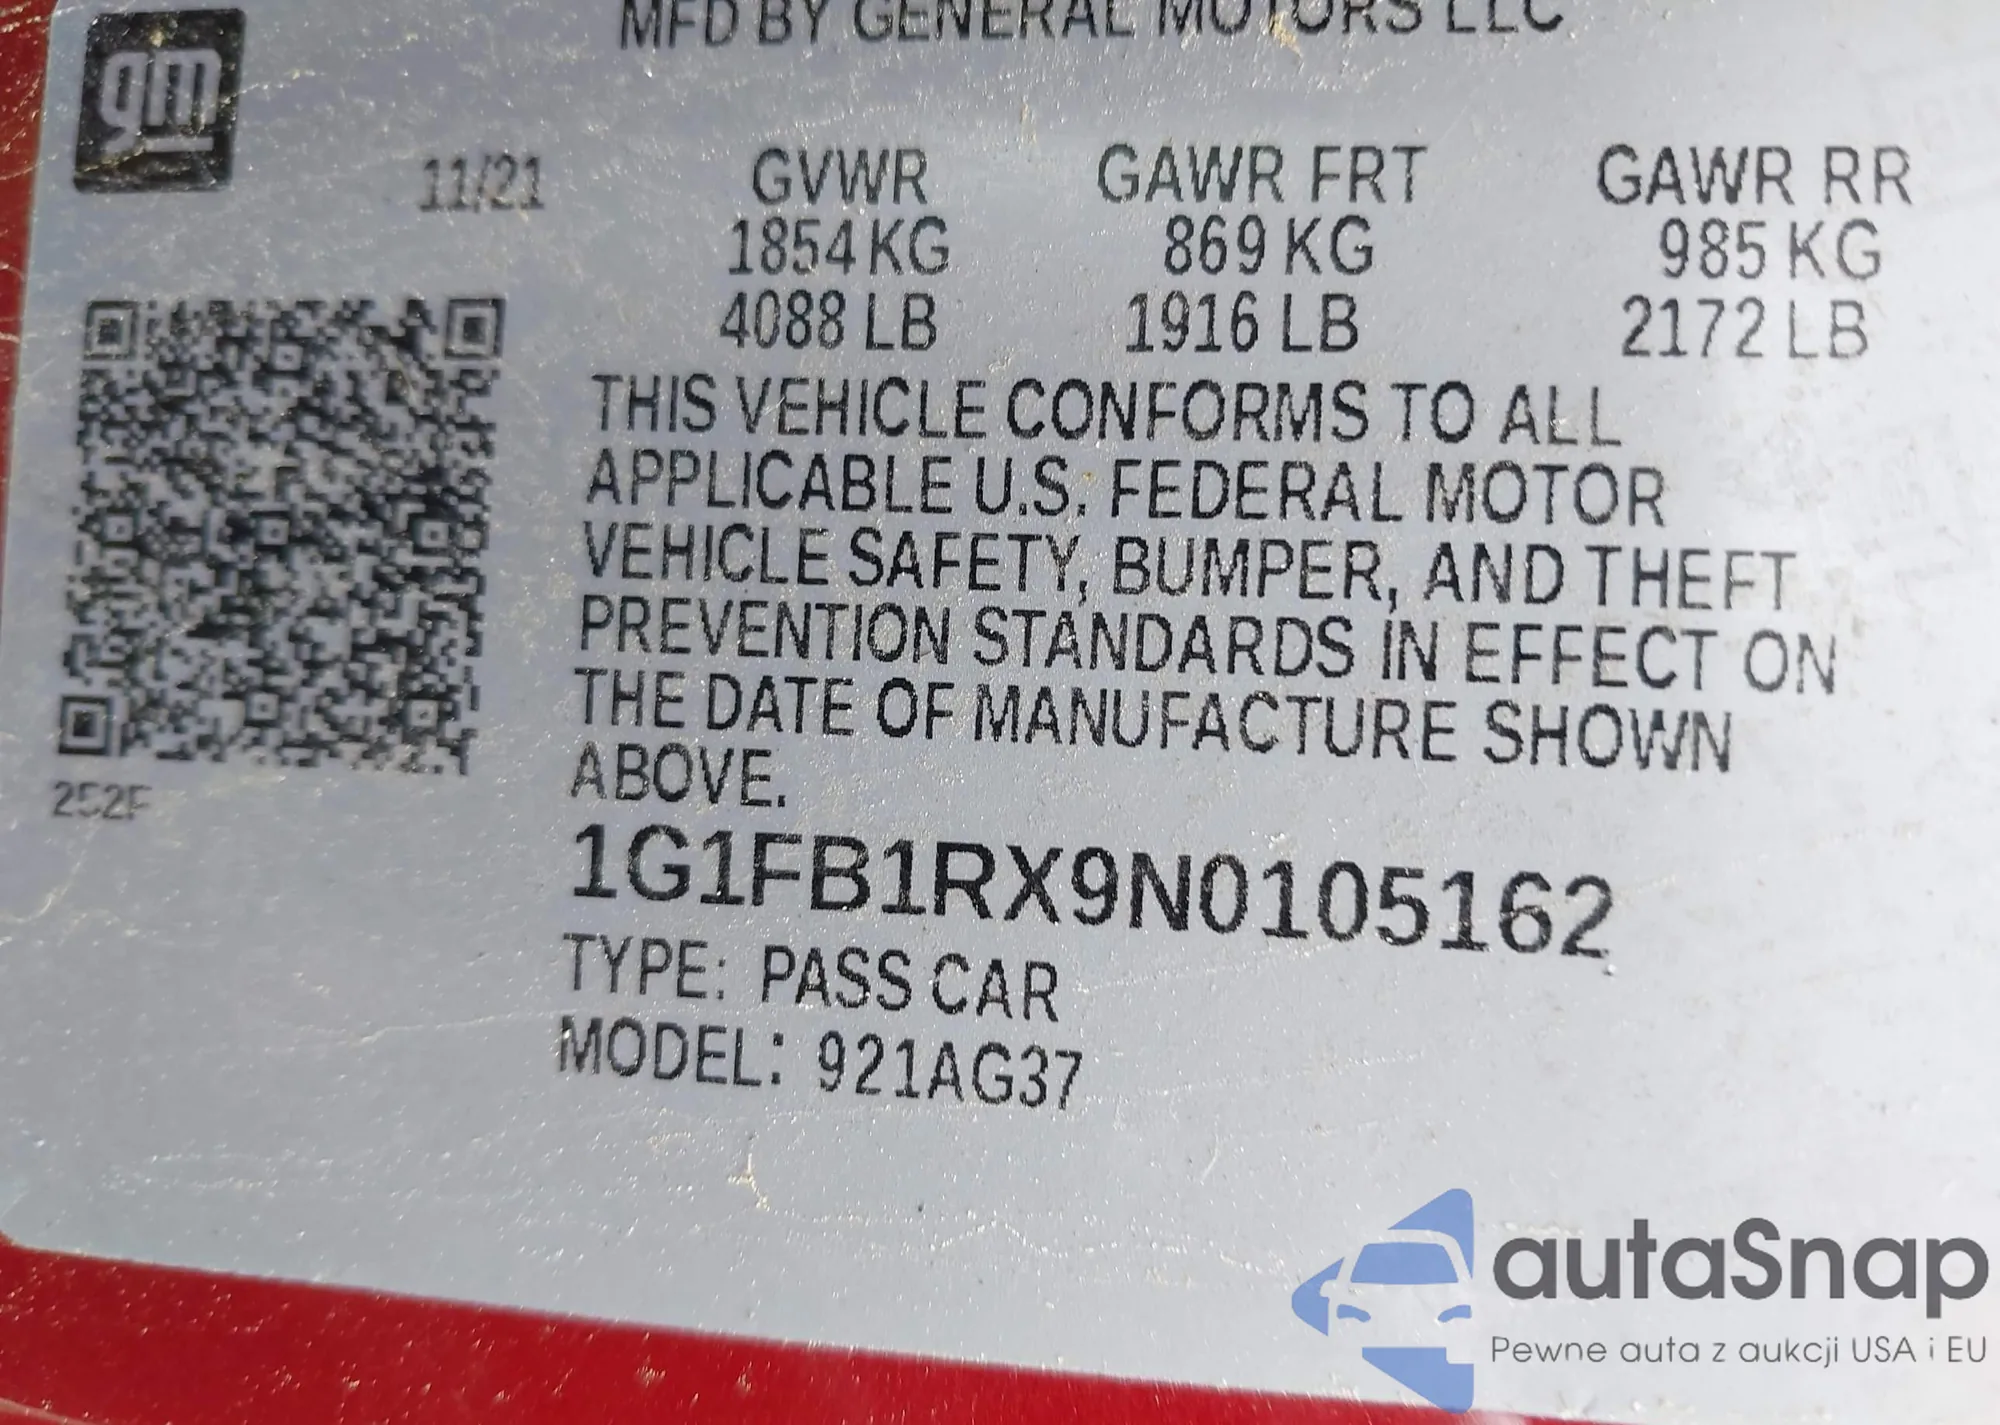 MFD BY GENERAL MOTORS LLC
gm
11/21 GVWR GAWR FRT GAWR RR
1854 KG 869 KG 985 KG
4088 LB 1916 LB 2172 LB
THIS VEHICLE CONFORMS TO ALL
APPLICABLE U.S. FEDERAL MOTOR
VEHICLE SAFETY, BUMPER, AND THEFT
PREVENTION STANDARDS IN EFFECT ON
THE DATE OF MANUFACTURE SHOWN
ABOVE.
252F
1G1FB1RX9N0105162
TYPE: PASS CAR
MODEL: 921AG37
autaSnap
Pewne auta z aukcji USA i EU